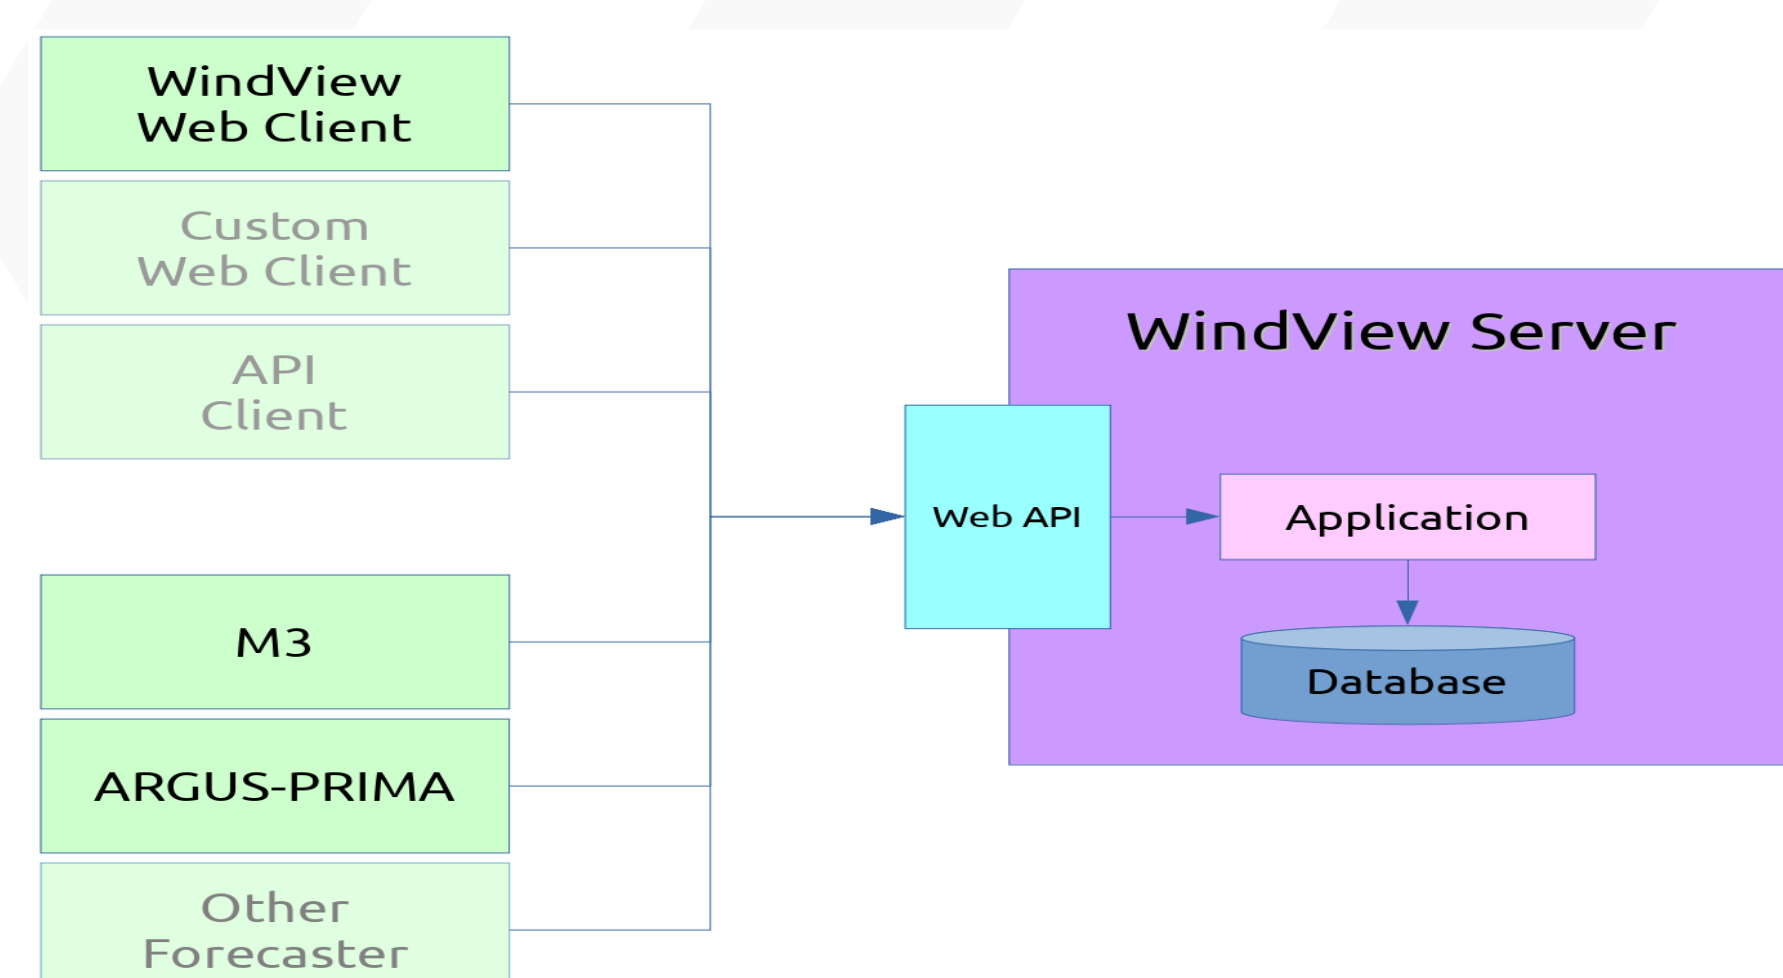 WindView
Web Client
Custom
Web Client
API
Client
M3
ARGUS-PRIMA
Other
Forecaster
WindView Server
Web API
Application
Database